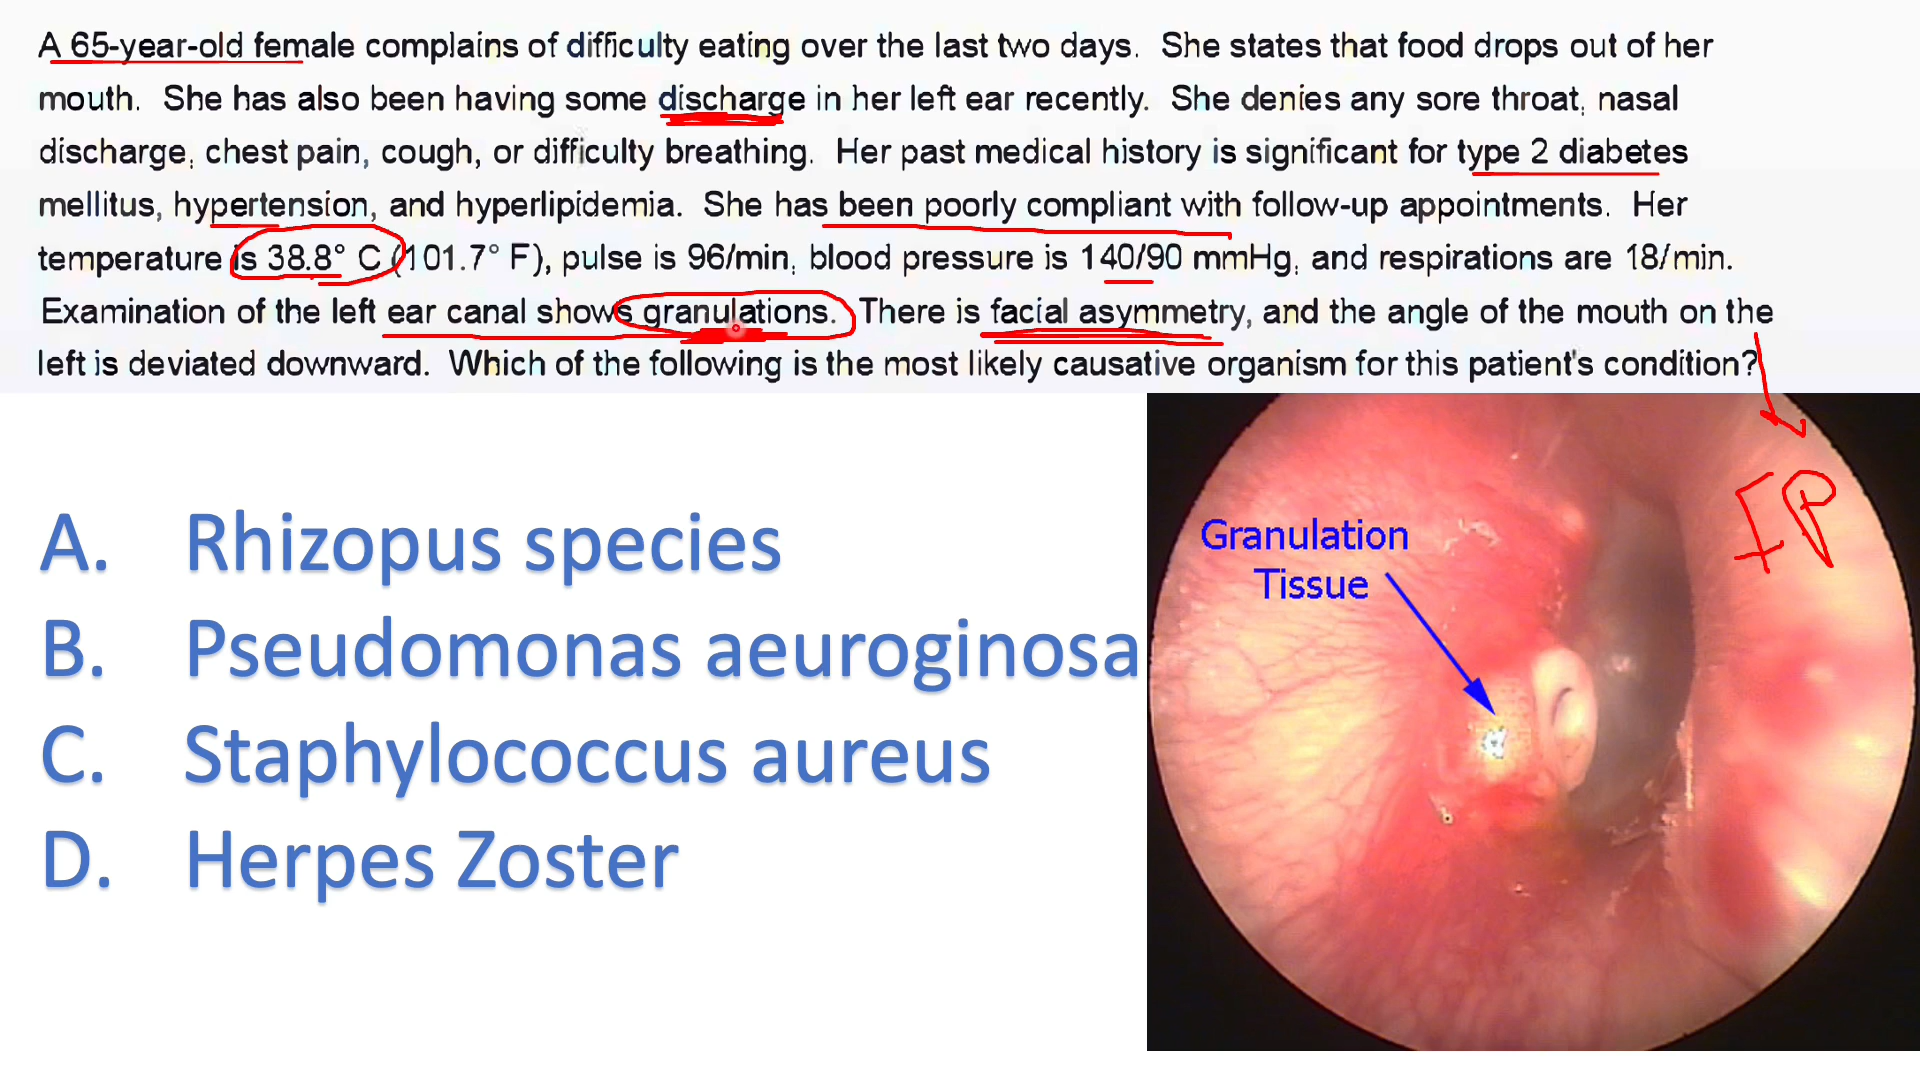 A 65-year-old female complains of difficulty eating over the last two days. She states that food drops out of her
mouth. She has also been having some discharge in her left ear recently. She denies any sore throat, nasal
discharge, chest pain, cough, or difficulty breathing. Her past medical history is significant for type 2 diabetes
mellitus, hypertension, and hyperlipidemia. She has been poorly compliant with follow-up appointments. Her
temperature is 38.8° C (101.7° F), pulse is 96/min, blood pressure is 140/90 mmHg, and respirations are 18/min.
Examination of the left ear canal shows granulations. There is facial asymmetry, and the angle of the mouth on the
left is deviated downward. Which of the following is the most likely causative organism for this patient's condition?
A. Rhizopus species
B. Pseudomonas aeuroginosa
C. Staphylococcus aureus
D. Herpes Zoster
Granulation
Tissue
FP